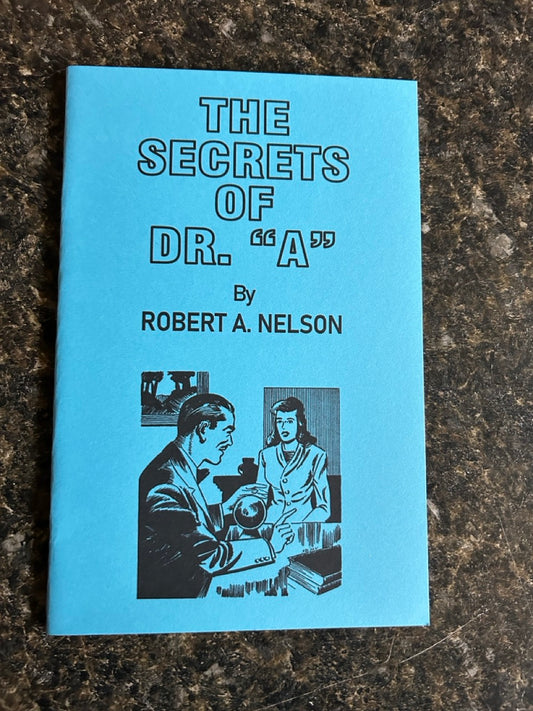 THE
SECRETS
OF
DR. “A”
By
ROBERT A. NELSON